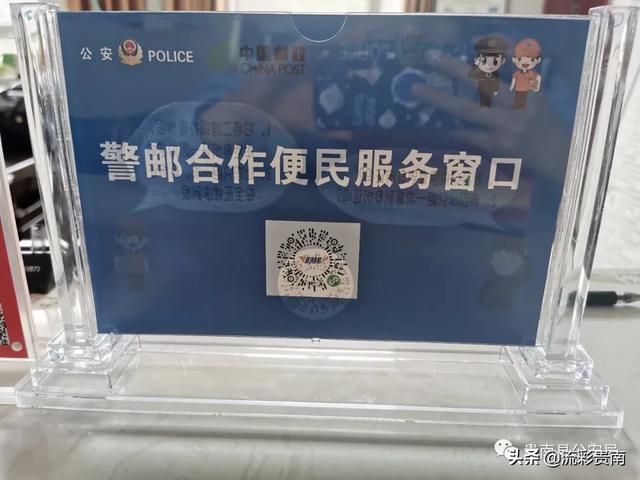 公安 POLICE
中国邮政
CHINA POST
警邮合作便民服务窗口
EMS
贵南县公安局
头条 @流彩贵南